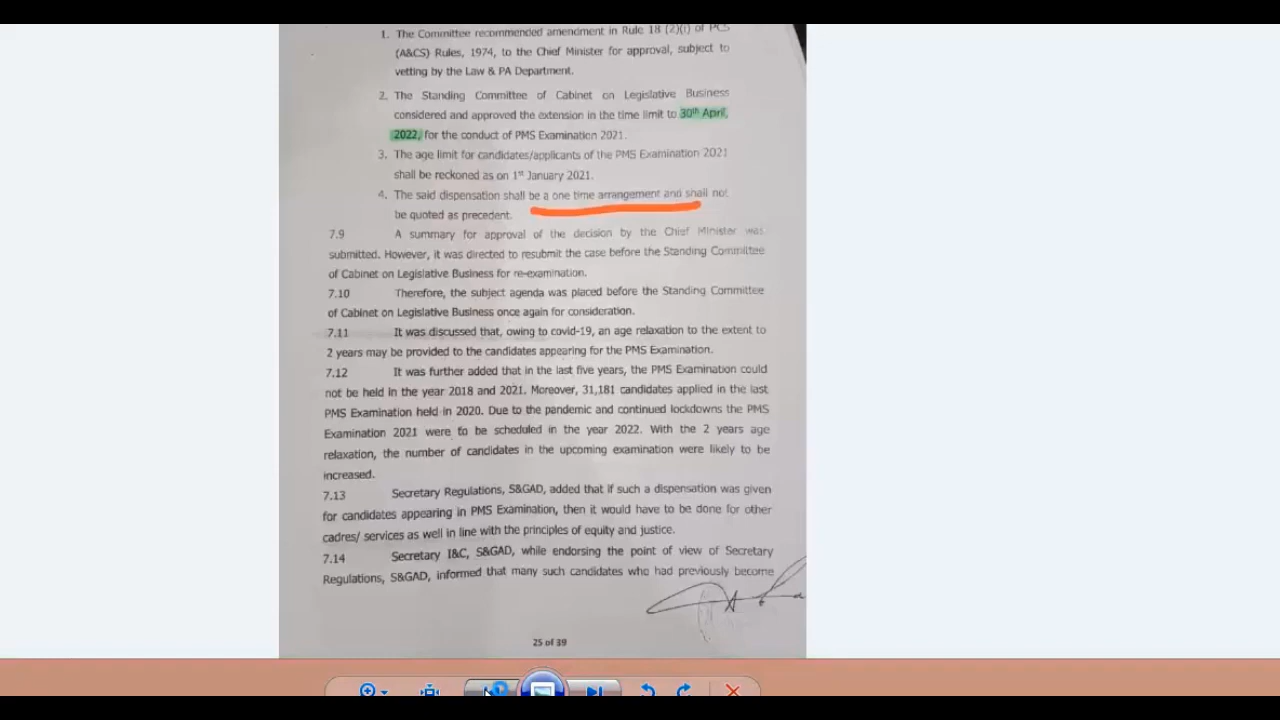 1. The Committee recommended amendment in Rule 18 (2)(i) of PCS
(A&CS) Rules, 1974, to the Chief Minister for approval, subject to
vetting by the Law & PA Department.
2. The Standing Committee of Cabinet on Legislative Business
considered and approved the extension in the time limit to 30th April,
2022, for the conduct of PMS Examination 2021.
3. The age limit for candidates/applicants of the PMS Examination 2021
shall be reckoned as on 1st January 2021.
4. The said dispensation shall be a one time arrangement and shall not
be quoted as precedent.
7.9 A summary for approval of the decision by the Chief Minister was
submitted. However, it was directed to resubmit the case before the Standing Committee
of Cabinet on Legislative Business for re-examination.
7.10 Therefore, the subject agenda was placed before the Standing Committee
of Cabinet on Legislative Business once again for consideration.
7.11 It was discussed that, owing to covid-19, an age relaxation to the extent to
2 years may be provided to the candidates appearing for the PMS Examination.
7.12 It was further added that in the last five years, the PMS Examination could
not be held in the year 2018 and 2021. Moreover, 31,181 candidates applied in the last
PMS Examination held in 2020. Due to the pandemic and continued lockdowns the PMS
Examination 2021 were to be scheduled in the year 2022. With the 2 years age
relaxation, the number of candidates in the upcoming examination were likely to be
increased.
7.13 Secretary Regulations, S&GAD, added that if such a dispensation was given
for candidates appearing in PMS Examination, then it would have to be done for other
cadres/ services as well in line with the principles of equity and justice.
7.14 Secretary I&C, S&GAD, while endorsing the point of view of Secretary
Regulations, S&GAD, informed that many such candidates who had previously become
25 of 39